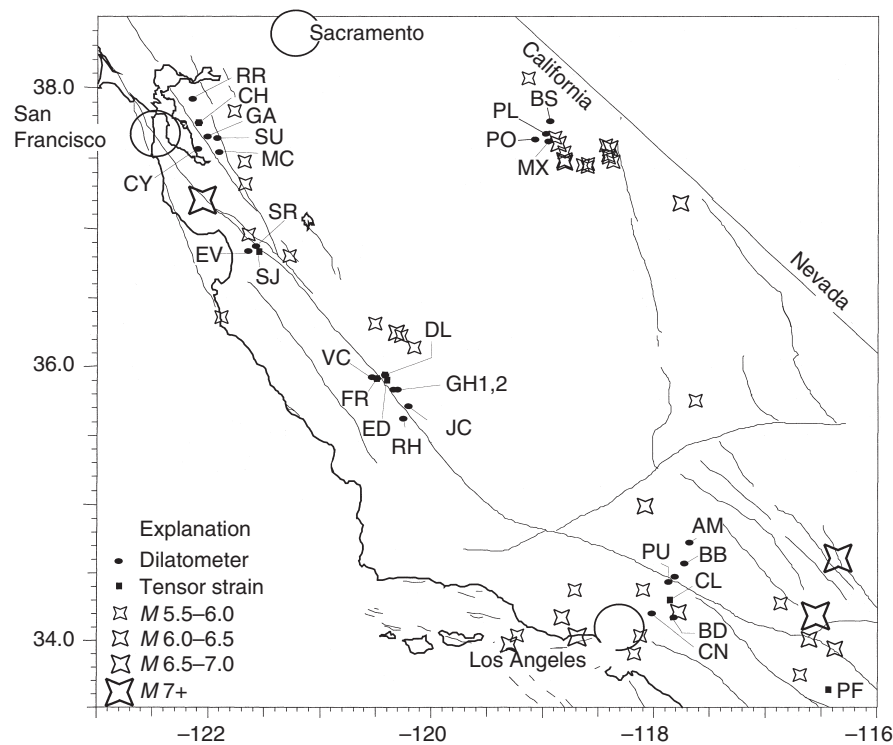 Sacramento
California
38.0
RR
CH
GA
SU
MC
CY
San
Francisco
BS
PL
PO
MX
SR
EV
SJ
Nevada
36.0
VC
DL
FR
GH1,2
ED
JC
RH
Explanation
Dilatometer
Tensor strain
M 5.5–6.0
M 6.0–6.5
M 6.5–7.0
M 7+
34.0
AM
PU
BB
CL
BD
CN
Los Angeles
PF
−122
−120
−118
−116